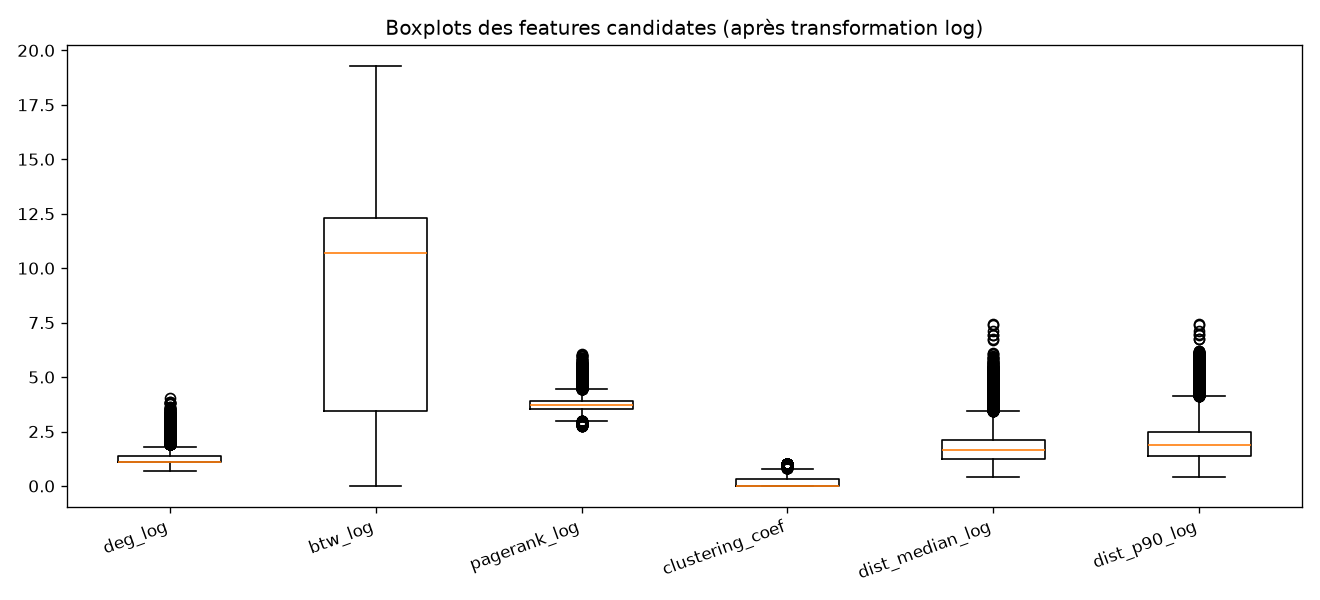 Boxplots des features candidates (après transformation log)
20.0
17.5
15.0
12.5
10.0
7.5
5.0
2.5
0.0
deg_log
btw_log
pagerank_log
clustering_coef
dist_median_log
dist_p90_log